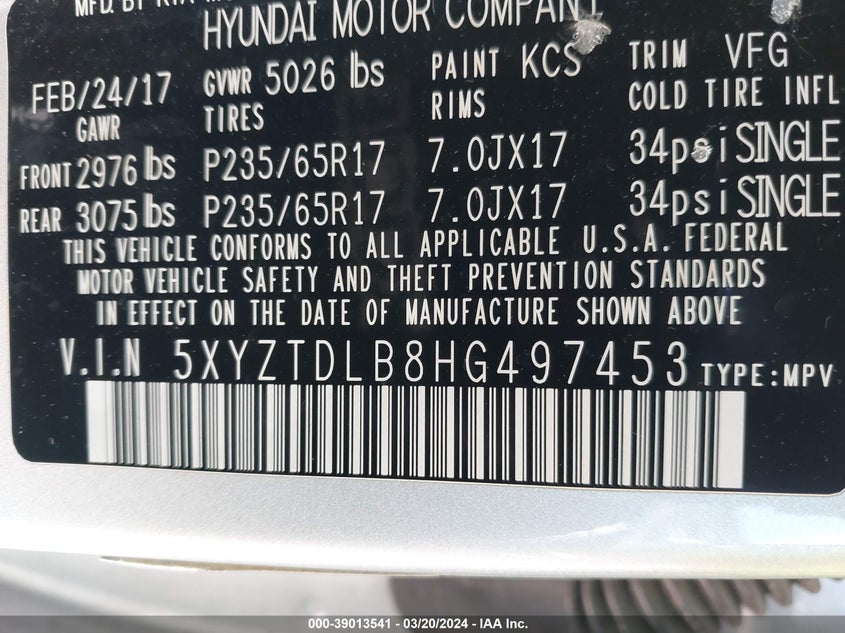 MFD. BY KIA
HYUNDAI MOTOR COMPANY
FEB/24/17 GVWR 5026 lbs PAINT KCS TRIM VFG
GAWR TIRES RIMS COLD TIRE INFL
FRONT 2976 lbs P235/65R17 7.0JX17 34psi SINGLE
REAR 3075 lbs P235/65R17 7.0JX17 34psi SINGLE
THIS VEHICLE CONFORMS TO ALL APPLICABLE U.S.A. FEDERAL
MOTOR VEHICLE SAFETY AND THEFT PREVENTION STANDARDS
IN EFFECT ON THE DATE OF MANUFACTURE SHOWN ABOVE
V.I.N 5XYZTDLB8HG497453 TYPE:MPV
000-39013541 - 03/20/2024 - IAA Inc.